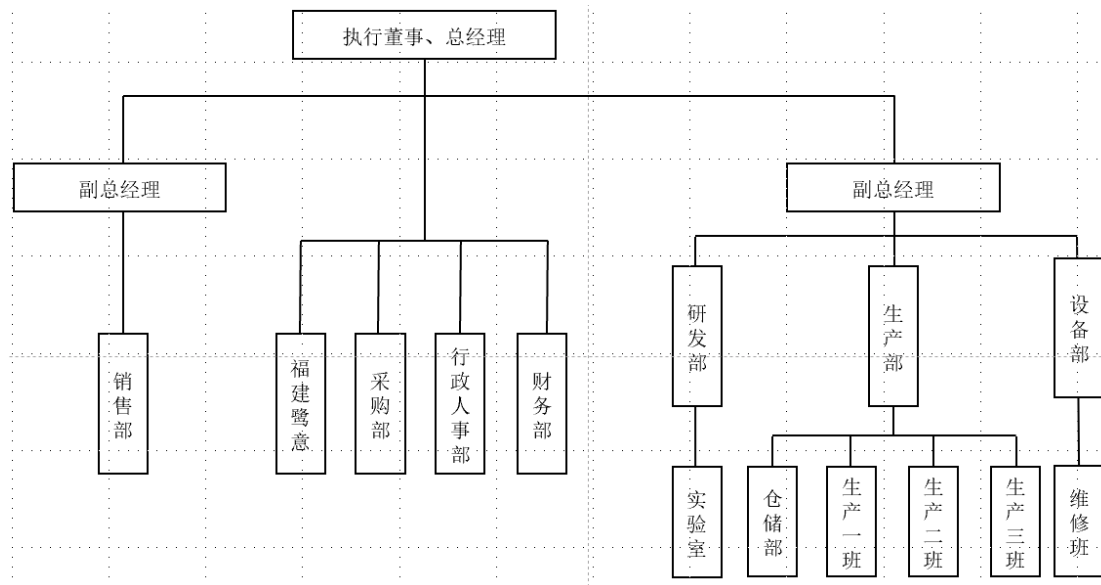 执行董事、总经理
副总经理
副总经理
销售部
福建鹭意
采购部
行政人事部
财务部
研发部
生产部
设备部
实验室
仓储部
生产一班
生产二班
生产三班
维修班